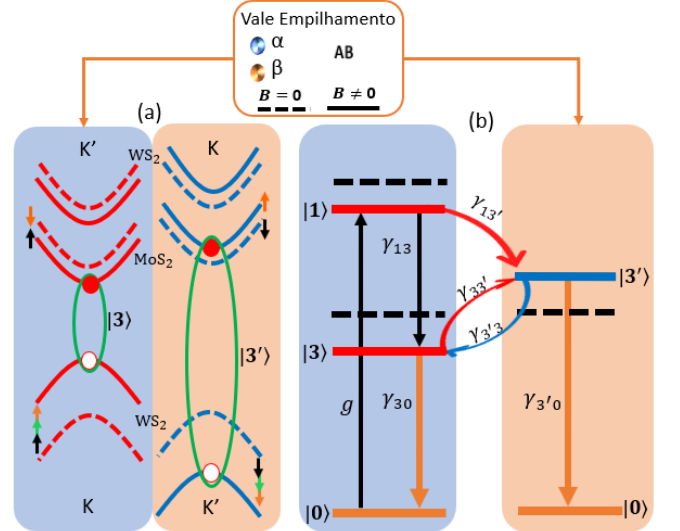 Vale Empilhamento
α
AB
β
B = 0
B ≠ 0
(a)
(b)
K'
WS₂
K
MoS₂
|3⟩
|3'⟩
WS₂
K
K'
|1⟩
γ₁₃'
γ₁₃
|3'⟩
γ₃₃'
γ₃'₃
|3⟩
g
γ₃₀
γ₃'₀
|0⟩
|0⟩